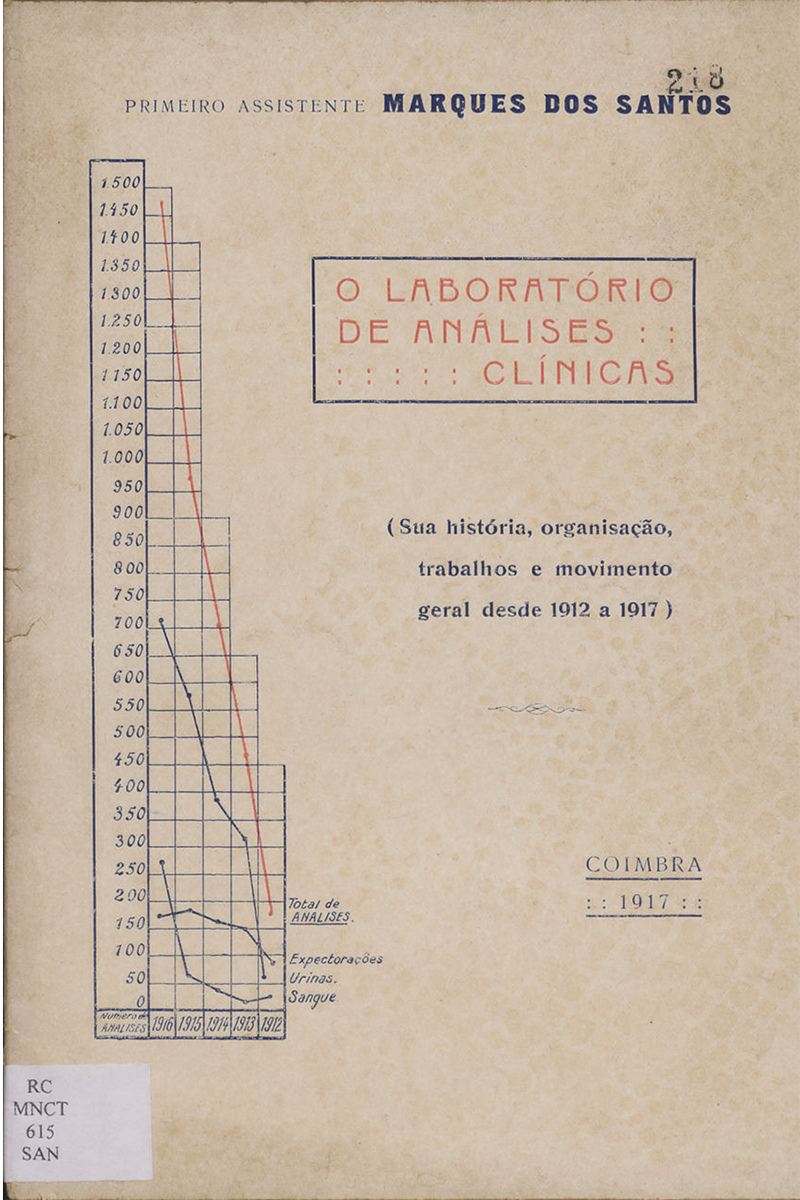 218
PRIMEIRO ASSISTENTE MARQUES DOS SANTOS
O LABORATÓRIO
DE ANÁLISES : :
: : : : : CLÍNICAS
(Sua história, organisação,
trabalhos e movimento
geral desde 1912 a 1917)
COIMBRA
: : 1917 : :
1.500
1.450
1.400
1.350
1.300
1.250
1.200
1150
1.100
1.050
1.000
950
900
850
800
750
700
650
600
550
500
450
400
350
300
250
200
150
100
50
0
Total de
ANALISES.
Expectorações
Urinas.
Sangue
Numero de
ANALISES 1916 1915 1914 1913 1912
RC
MNCT
615
SAN